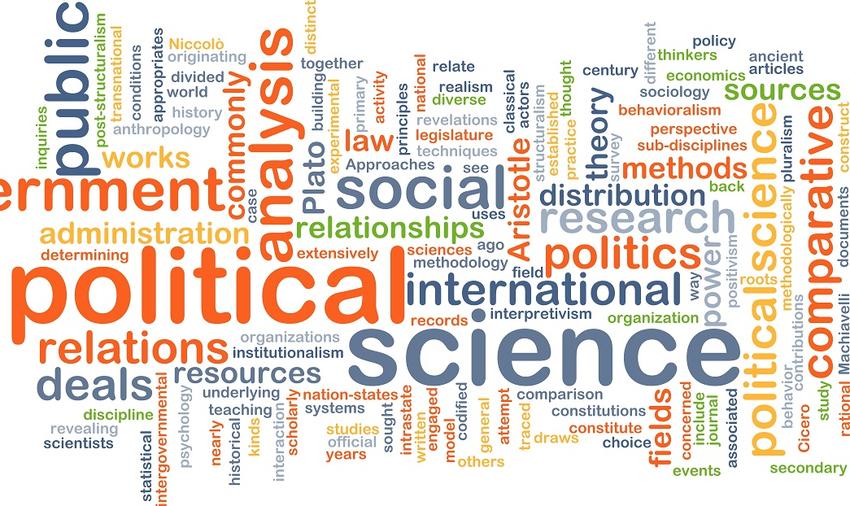 public
post-structuralism
transnational
conditions
appropriates
Niccolò
originating
divided
world
history
anthropology
inquiries
works
commonly
analysis
distinct
together
building
experimental
primary
activity
principles
national
relate
realism
diverse
revelations
legislature
techniques
law
Approaches
Plato
see
classical
actors
structuralism
established
practice
thought
century
theory
survey
different
thinkers
policy
ancient
articles
economics
sociology
sources
behavioralism
perspective
sub-disciplines
methods
back
pluralism
construct
ernment
case
social
uses
Aristotle
distribution
research
administration
relationships
determining
extensively
sciences
ago
methodology
field
politics
power
positivism
way
roots
political science
methodologically
comparative
documents
political
international
records
interpretivism
organization
science
relations
organizations
institutionalism
deals
resources
contributions
Machiavelli
discipline
revealing
scientists
statistical
intergovernmental
psychology
underlying
teaching
nearly
historical
kinds
interaction
scholarly
nation-states
systems
studies
official
years
sought
intrastate
written
engaged
model
codified
general
others
attempt
traced
comparison
constitutions
constitute
draws
choice
fields
concerned
include
journal
associated
events
behavior
Cicero
study
rational
secondary